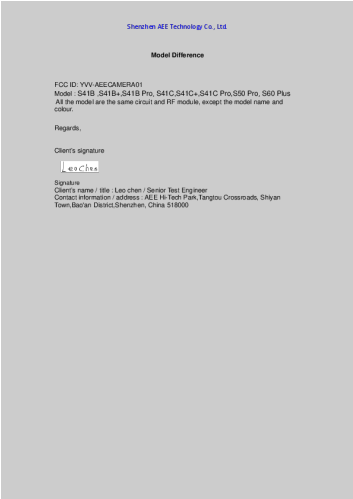 Shenzhen AEE Technology Co., Ltd.
Model Difference
FCC ID: YVV-AEECAMERA01
Model : S41B ,S41B+,S41B Pro, S41C,S41C+,S41C Pro,S50 Pro, S60 Plus
All the model are the same circuit and RF module, except the model name and
colour.
Regards,
Client's signature
Leo Chen
Signature
Client's name / title : Leo chen / Senior Test Engineer
Contact information / address : AEE Hi-Tech Park,Tangtou Crossroads, Shiyan
Town,Bao'an District,Shenzhen, China 518000